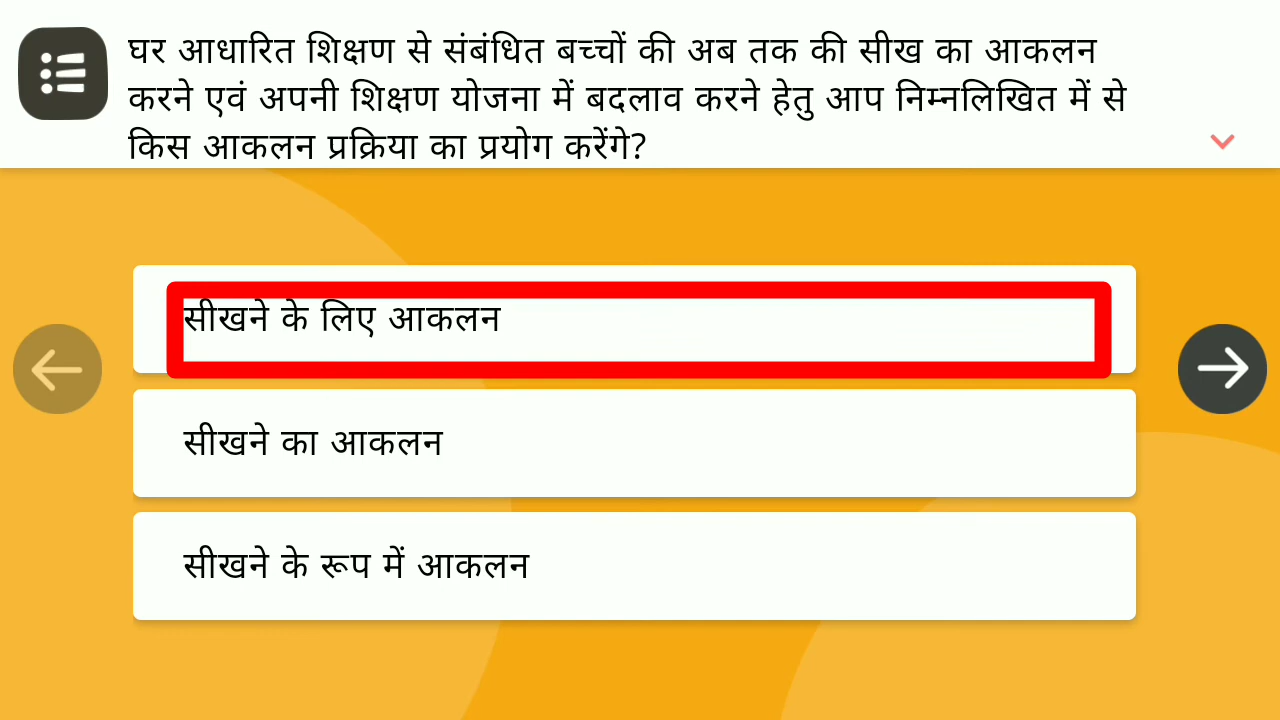 घर आधारित शिक्षण से संबंधित बच्चों की अब तक की सीख का आकलन
करने एवं अपनी शिक्षण योजना में बदलाव करने हेतु आप निम्नलिखित में से
किस आकलन प्रक्रिया का प्रयोग करेंगे?
सीखने के लिए आकलन
सीखने का आकलन
सीखने के रूप में आकलन